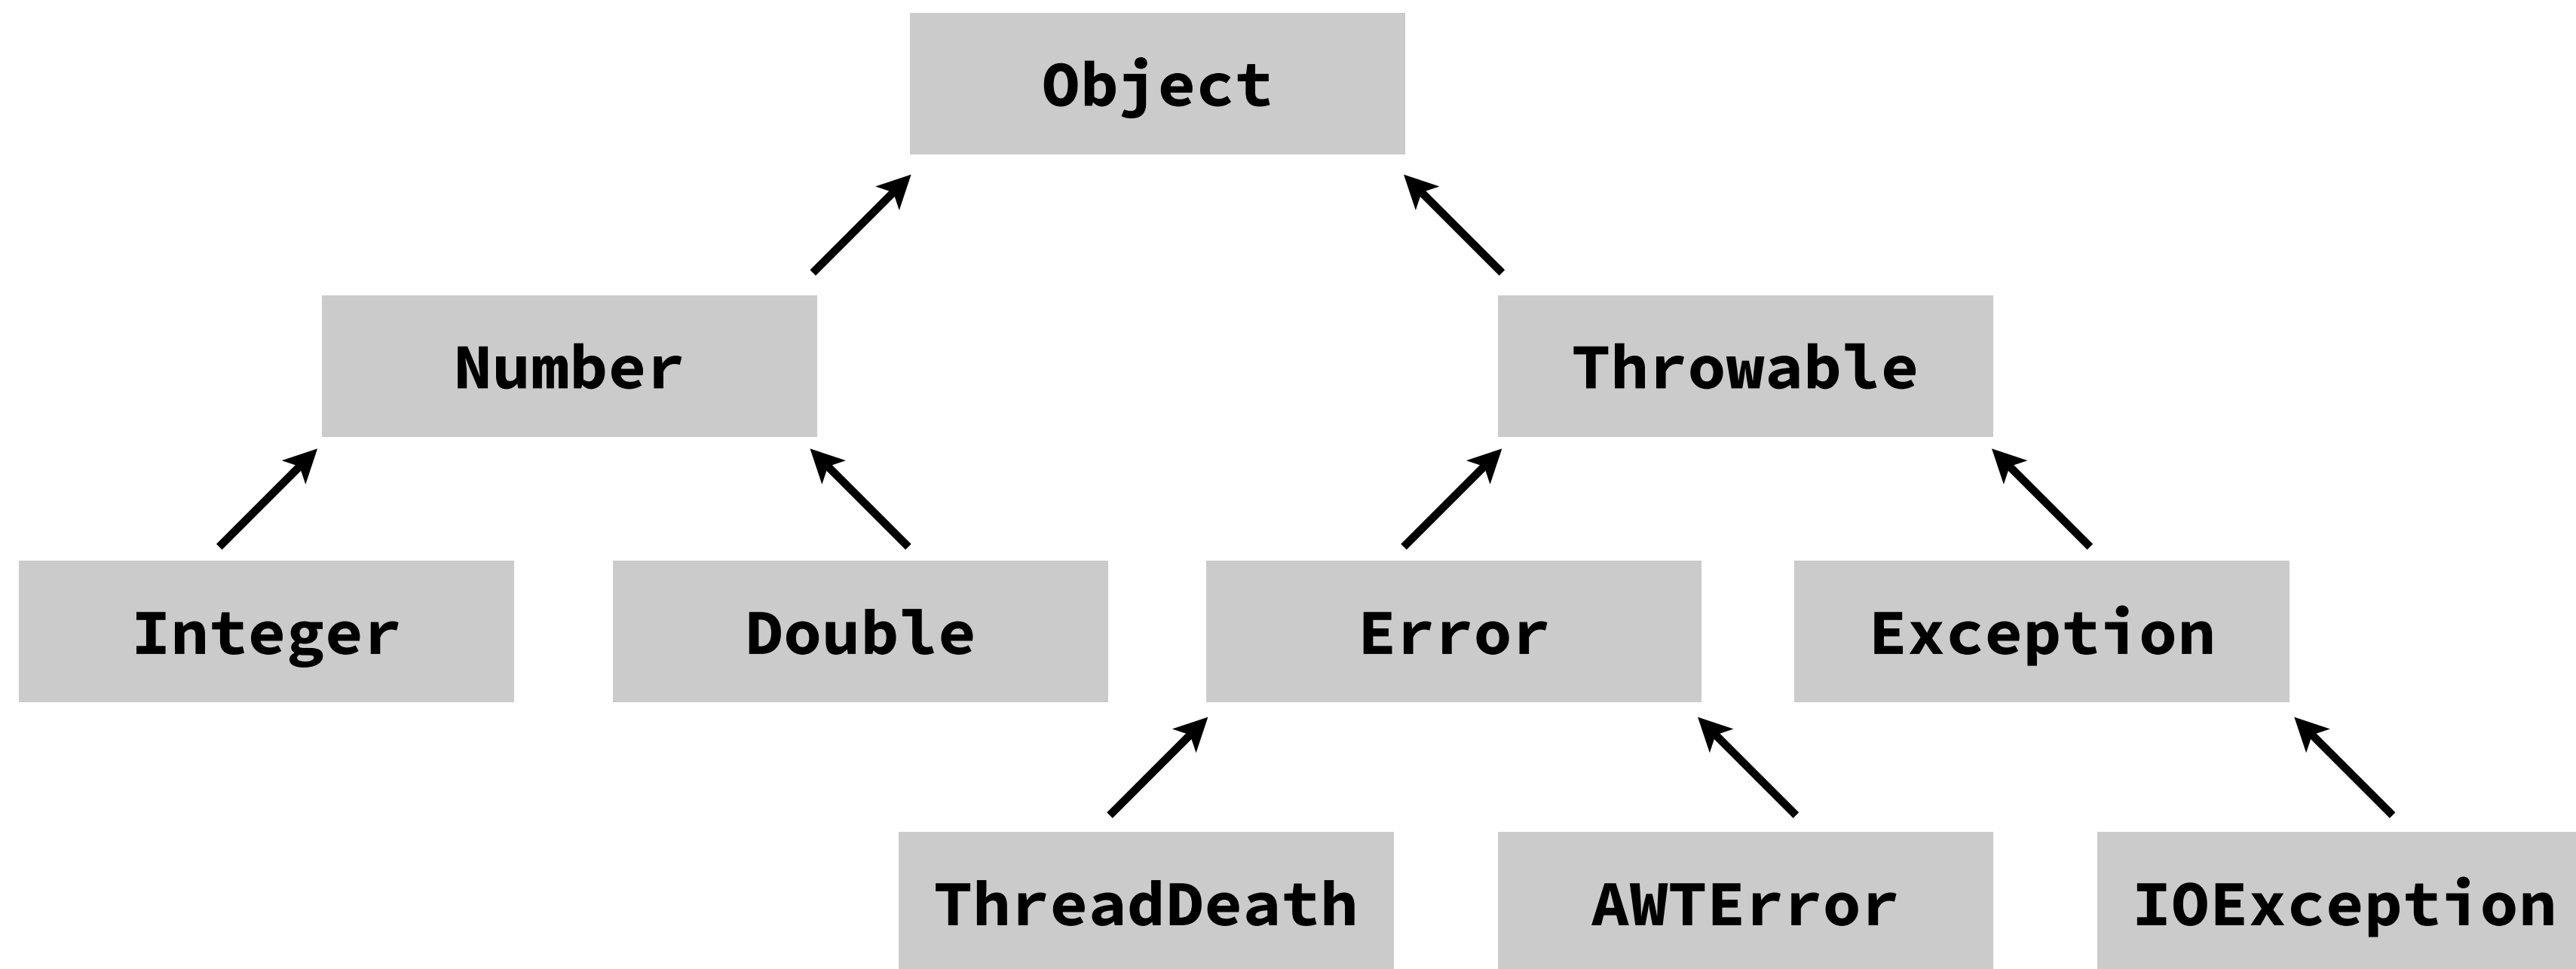 Object
Number
Throwable
Integer
Double
Error
Exception
ThreadDeath
AWTError
IOException